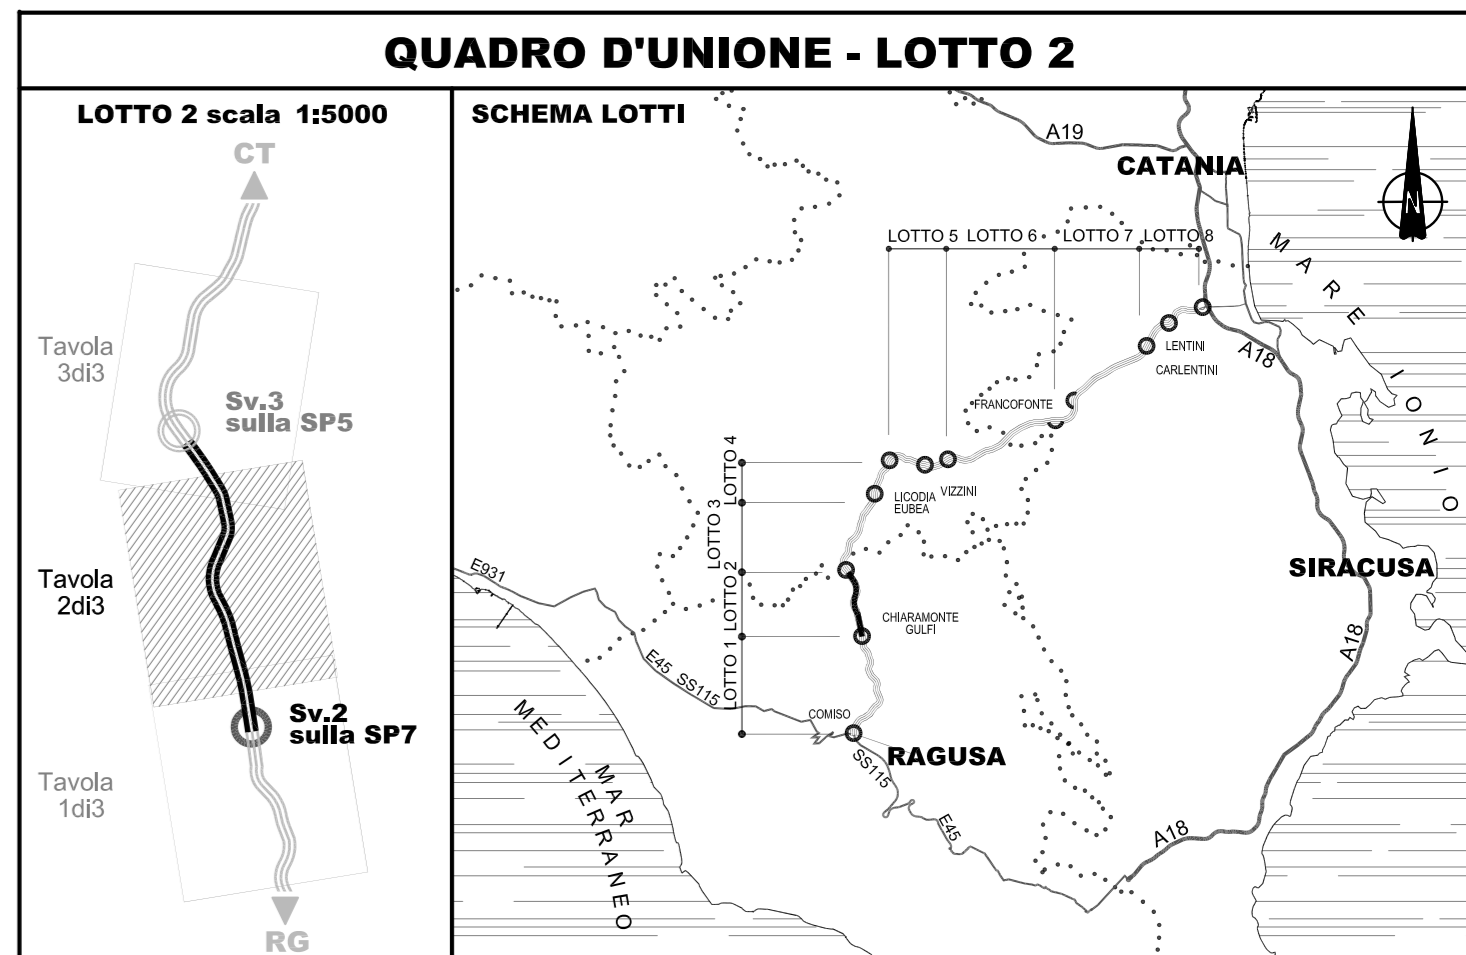 QUADRO D'UNIONE - LOTTO 2
LOTTO 2 scala 1:5000
CT
Tavola
3di3
Sv.3
sulla SP5
Tavola
2di3
Sv.2
sulla SP7
Tavola
1di3
RG
SCHEMA LOTTI
A19
CATANIA
N
LOTTO 5
LOTTO 6
LOTTO 7
LOTTO 8
MARE IONIO
LENTINI
CARLENTINI
A18
FRANCOFONTE
LOTTO 4
LOTTO 3
LOTTO 2
LOTTO 1
LICODIA
EUBEA
VIZZINI
E931
SIRACUSA
CHIARAMONTE
GULFI
A18
E45
SS115
COMISO
RAGUSA
SS115
MAR
MEDITERRANEO
E45
A18